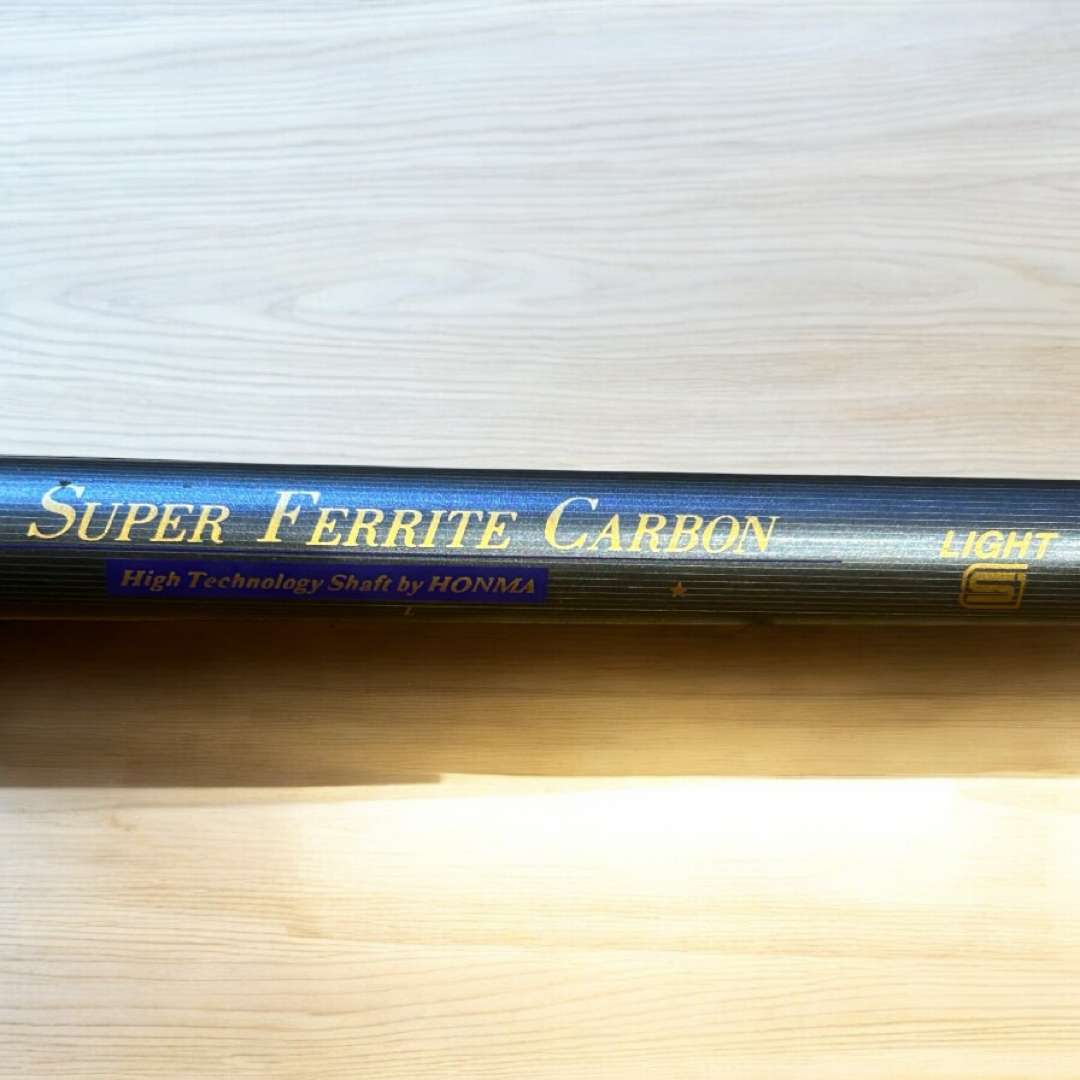 SUPER FERRITE CARBON
High Technology Shaft by HONMA
LIGHT